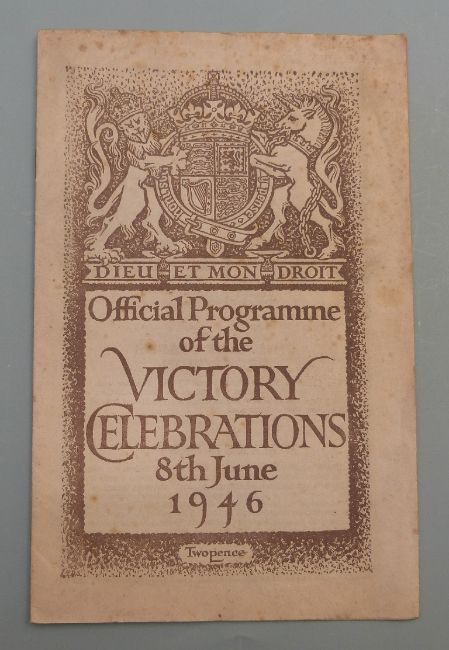 DIEU ET MON DROIT
Official Programme
of the
VICTORY
CELEBRATIONS
8th June
1946
Twopence